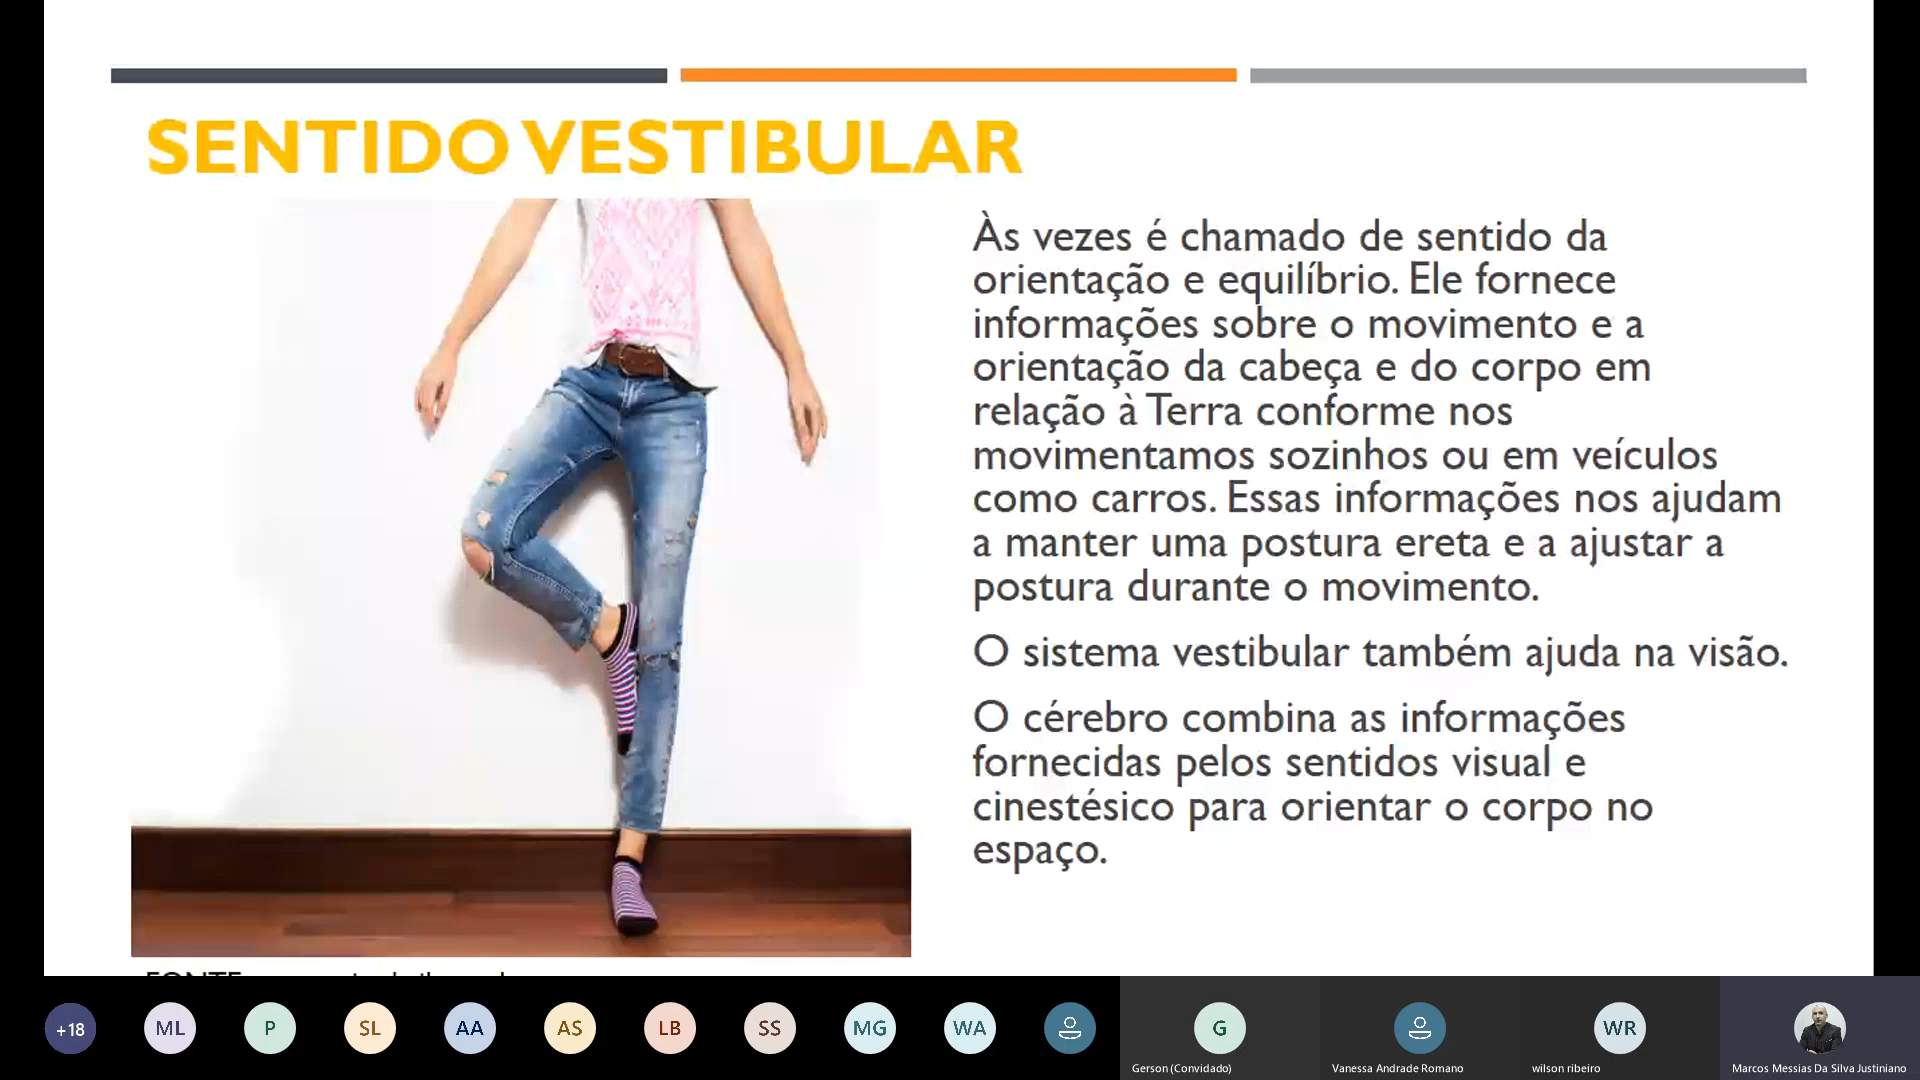 SENTIDO VESTIBULAR
Às vezes é chamado de sentido da
orientação e equilíbrio. Ele fornece
informações sobre o movimento e a
orientação da cabeça e do corpo em
relação à Terra conforme nos
movimentamos sozinhos ou em veículos
como carros. Essas informações nos ajudam
a manter uma postura ereta e a ajustar a
postura durante o movimento.
O sistema vestibular também ajuda na visão.
O cérebro combina as informações
fornecidas pelos sentidos visual e
cinestésico para orientar o corpo no
espaço.
FONTE
+18
ML
P
SL
AA
AS
LB
SS
MG
WA
G
WR
Gerson (Convidado)
Vanessa Andrade Romano
wilson ribeiro
Marcos Messias Da Silva Justiniano